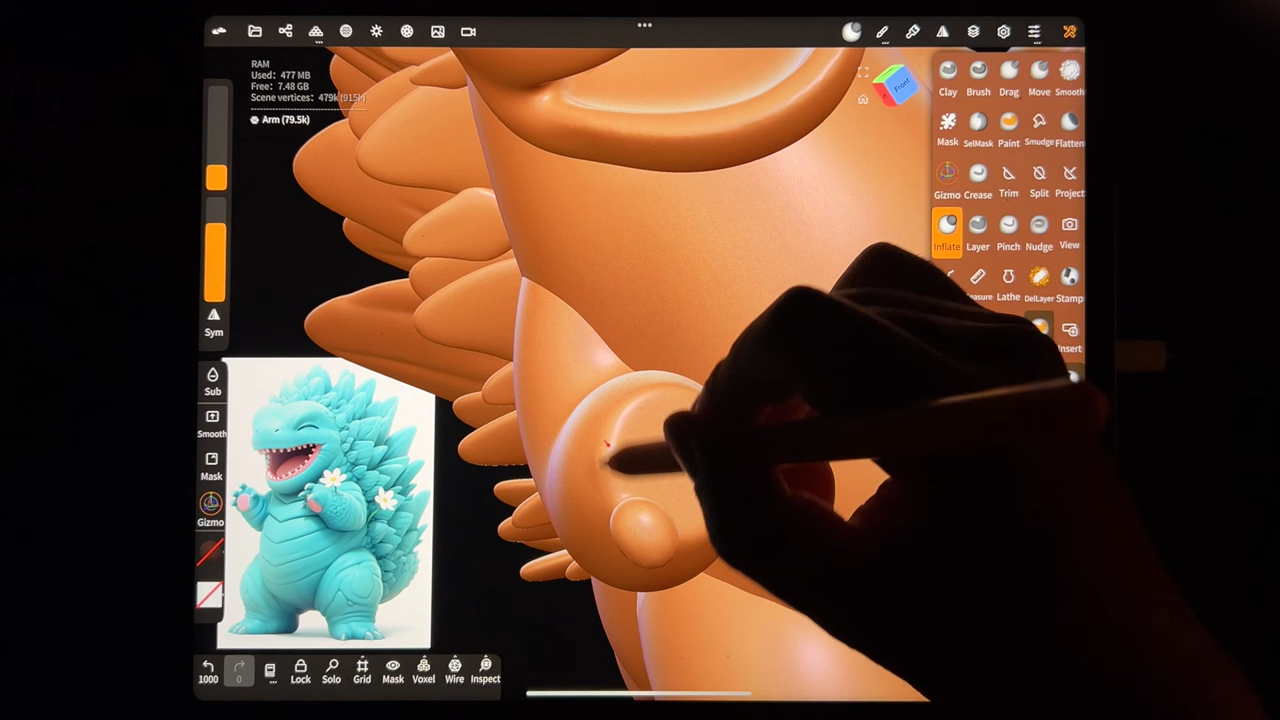 RAM
Used: 477 MB
Free: 7.48 GB
Scene vertices: 479k (915k)
Arm (79.5k)
Front
Clay Brush Drag Move Smooth
Mask SelMask Paint Smudge Flatten
Gizmo Crease Trim Split Project
Inflate Layer Pinch Nudge View
Lathe DelLayer Stamp
Sym
Sub
Smooth
Mask
Gizmo
1000 0 Lock Solo Grid Mask Voxel Wire Inspect